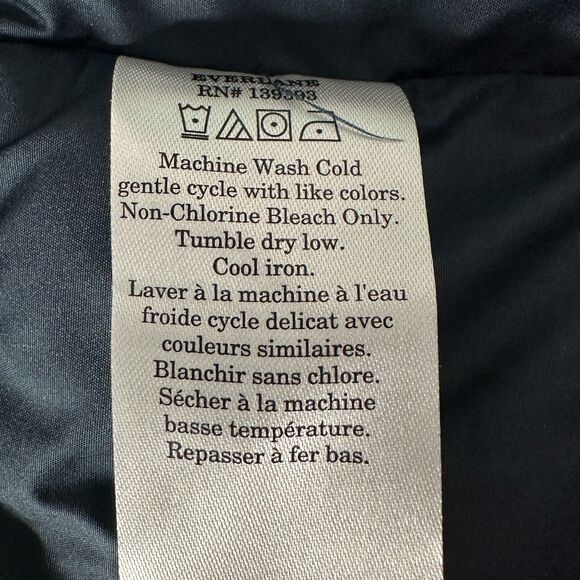 EVERLANE
RN# 139393
Machine Wash Cold
gentle cycle with like colors.
Non-Chlorine Bleach Only.
Tumble dry low.
Cool iron.
Laver à la machine à l'eau
froide cycle delicat avec
couleurs similaires.
Blanchir sans chlore.
Sécher à la machine
basse température.
Repasser à fer bas.